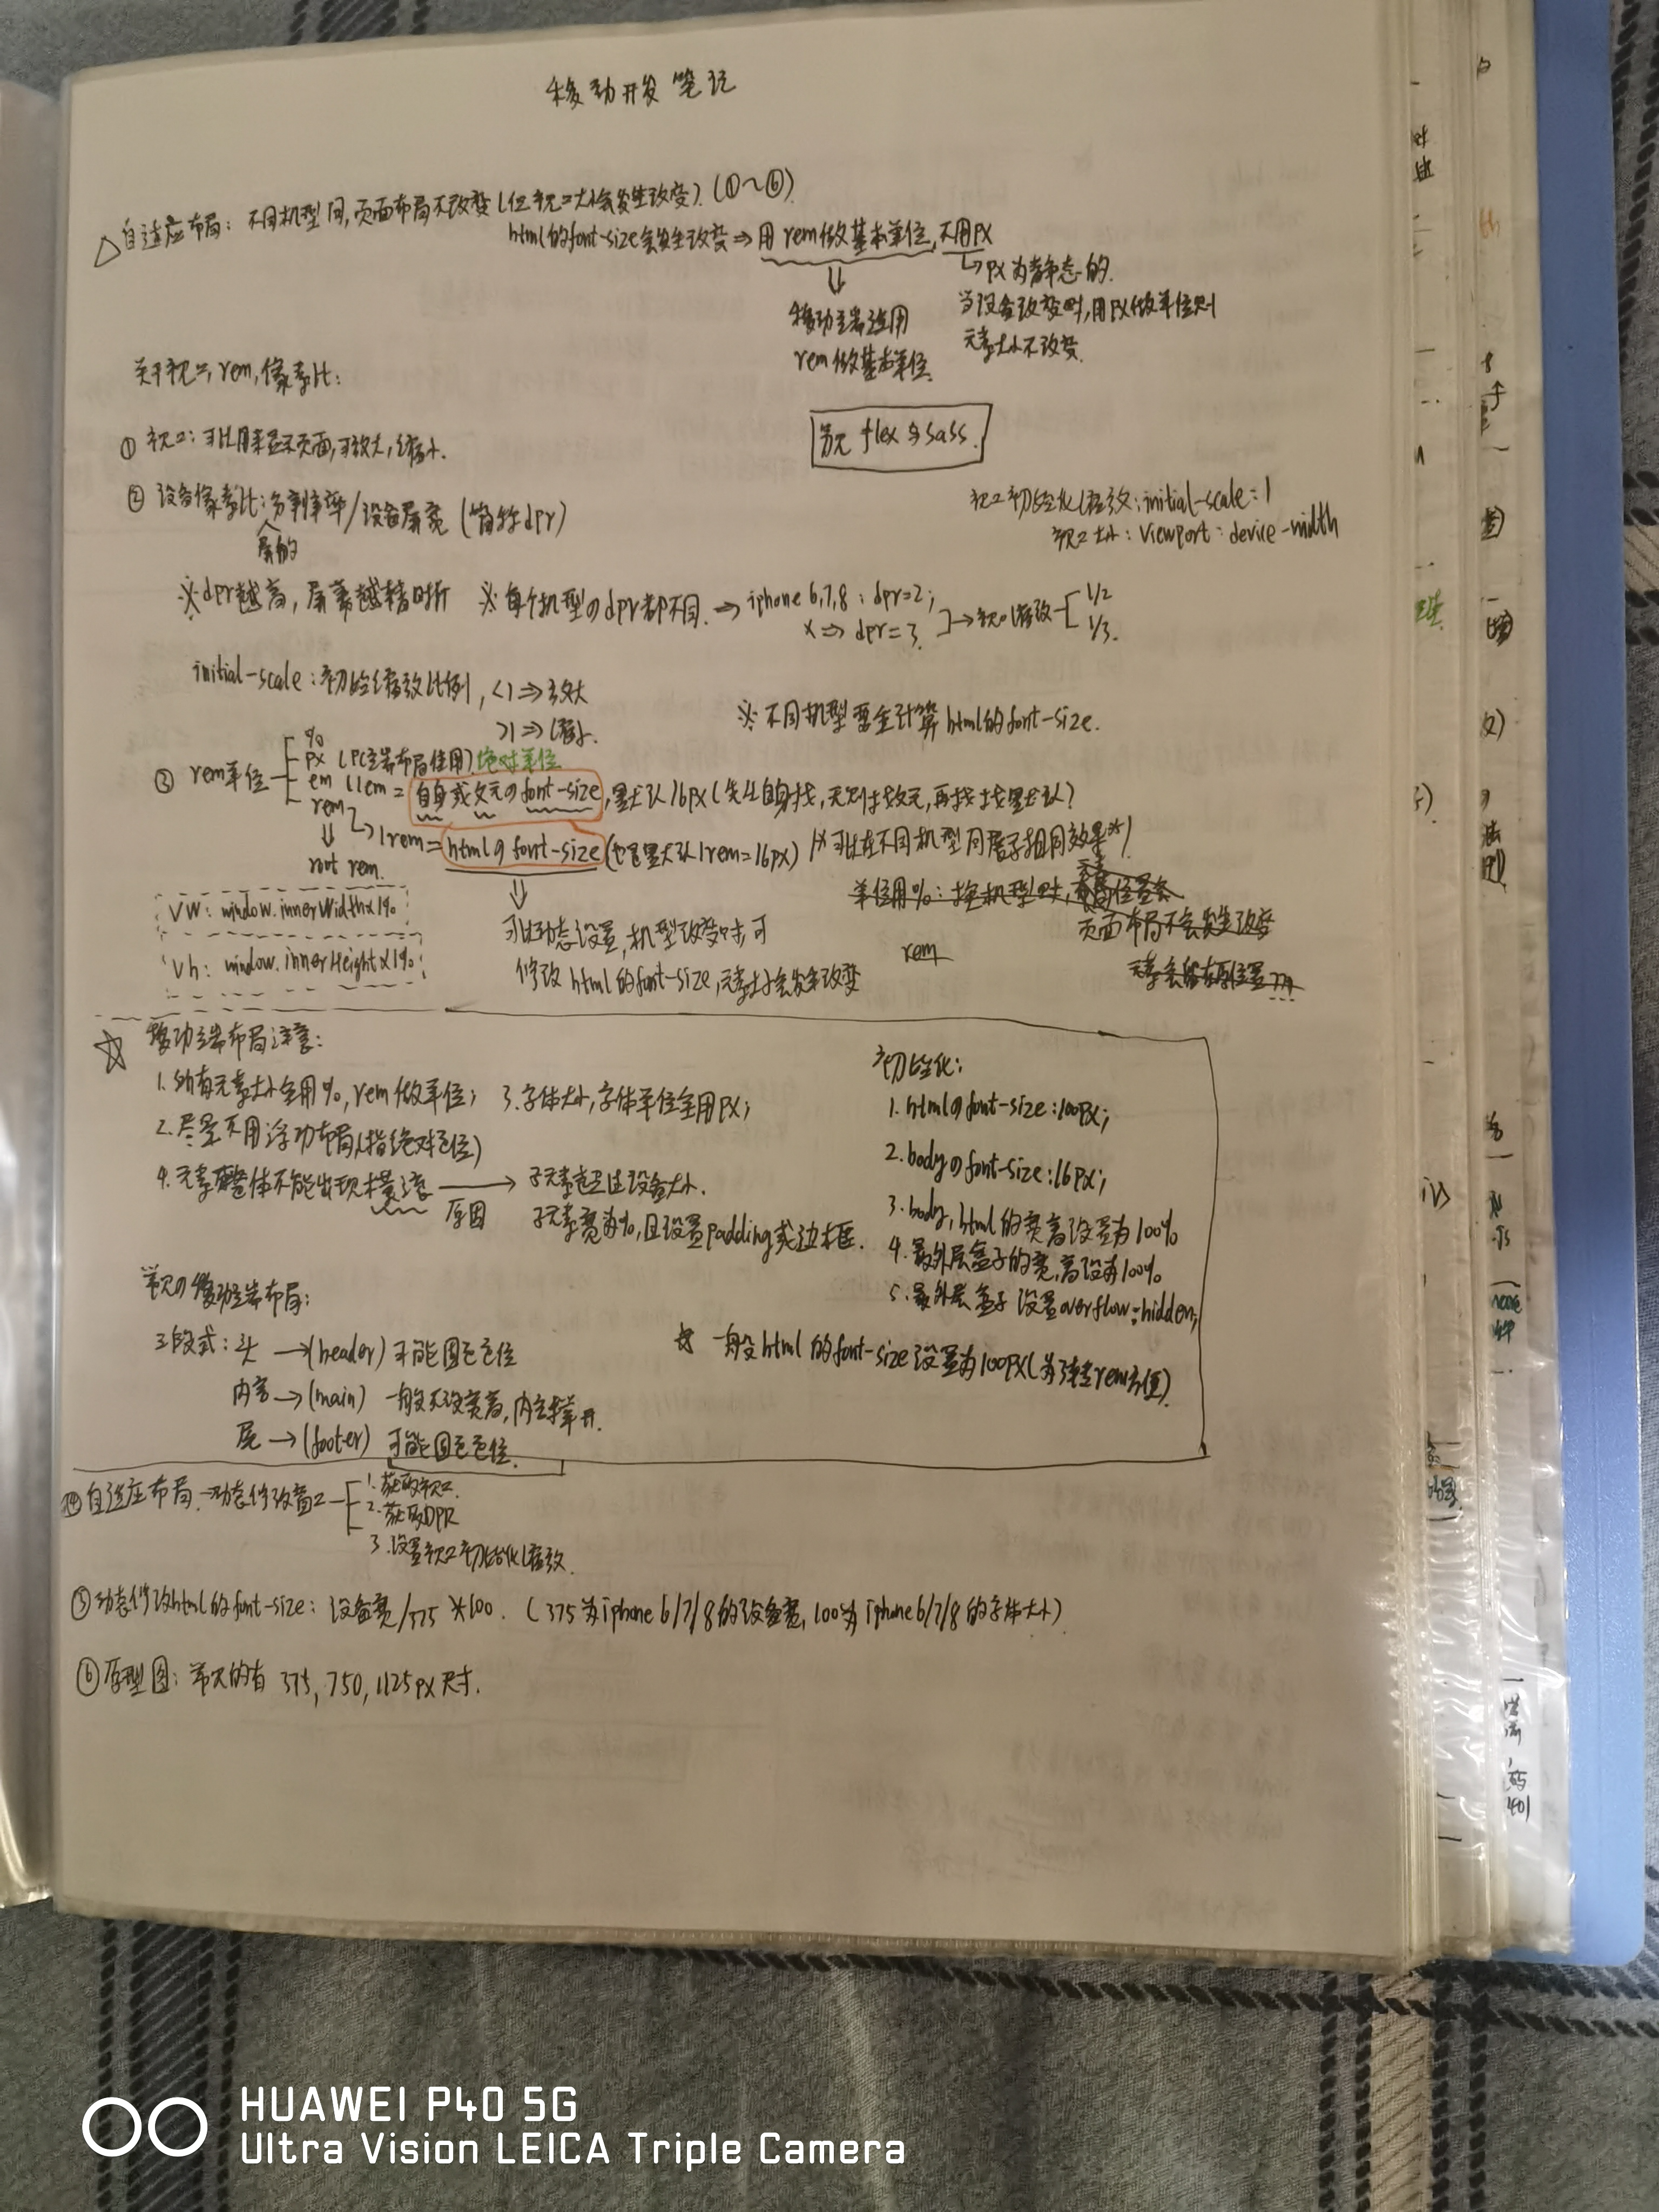 移动开发笔记
△自适应布局：不同机型间，页面布局不改变(但视口大小会发生改变).(①~⑥)
html的font-size会发生改变⇒用rem做基本单位，不用px
→px为静态的.
当设备改变时，用px做单位则
元素大小不改变.
移动端运用
rem做基本单位.
关于视口，rem，像素比：
①视口：可以用来显示页面，可放大，缩小.
另见 flex与sass.
②设备像素比：分辨率/设备屏宽 (简称dpr)
屏的
视口初始化缩放：initial-scale=1
视口大小：viewport：device-width
※dpr越高，屏幕越精晰 ※每个机型のdpr都不同.→iphone 6,7,8：dpr=2;
x⇒dpr=3.
→视口缩放
1/2
1/3.
initial-scale：初始缩放比例，<1⇒放大
>1⇒缩小.
※不同机型要重计算html的font-size.
③rem单位
%
px (PC端布局使用).绝对单位
em (1em=自身或父元のfont-size，默认16px(先从自身找，无则找父元，再找找默认?
rem
→1rem=html的font-size(也是默认1rem=16px) /*可以在不同机型间居于相同效果*/
root rem.
vw：window.innerWidth×1%
vh：window.innerHeight×1%
可以动态设置，机型改变时，可
修改html的font-size，元素大小会发生改变
单位用%：换机型时，
rem
页面布局不会发生改变
☆ 移动端布局注意：
1.所有元素大小全用%，rem做单位； 3.字体大小，字体单位全用px；
2.尽量不用浮动布局(指绝对定位)
4.元素整体不能出现横滚→子元素宽超过设备大小.
原因 子元素宽为%，且设置padding或边框.
初始化：
1.htmlのfont-size：100px；
2.bodyのfont-size：16px；
3.body，html的宽高设置为100%
4.最外层盒子的宽，高设为100%
5.最外层盒子设置overflow：hidden；
☆ 一般html的font-size设置为100px(为了转rem方便).
常见の移动端布局：
三段式：头→(header) 可能固定定位
内容→(main) 一般不设宽高，内容撑开.
尾→(footer) 可能固定定位.
④自适应布局→动态修改窗口
1.获取视口.
2.获取DPR
3.设置视口初始化缩放.
⑤动态修改html的font-size：设备宽/375*100.(375为iphone 6/7/8的设备宽，100为iphone 6/7/8的字体大小)
⑥原型图：常见的有375，750，1125px尺寸.
HUAWEI P40 5G
Ultra Vision LEICA Triple Camera